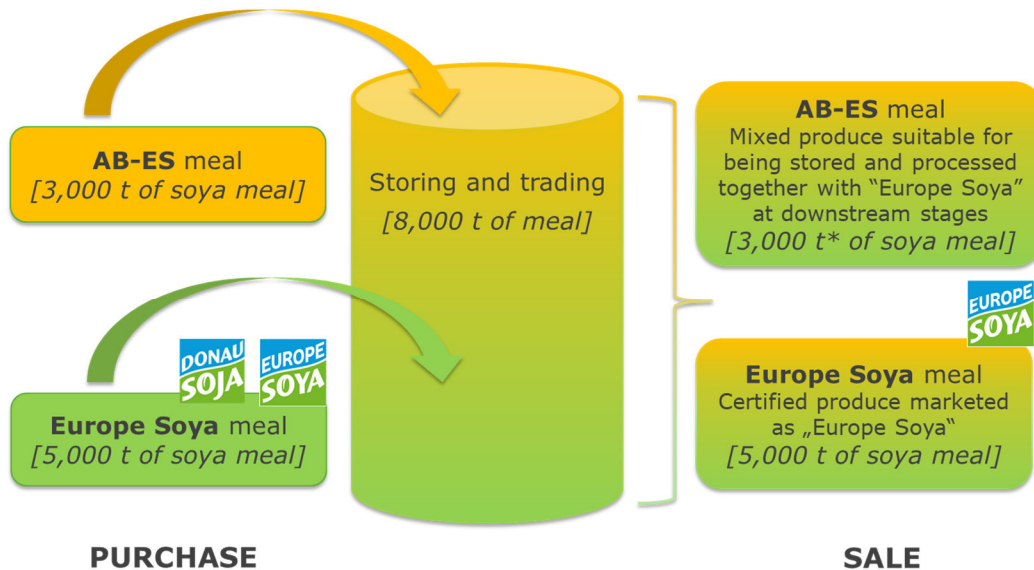 AB-ES meal
[3,000 t of soya meal]
DONAU
SOJA
EUROPE
SOYA
Europe Soya meal
[5,000 t of soya meal]
PURCHASE
Storing and trading
[8,000 t of meal]
AB-ES meal
Mixed produce suitable for
being stored and processed
together with “Europe Soya”
at downstream stages
[3,000 t* of soya meal]
EUROPE
SOYA
Europe Soya meal
Certified produce marketed
as „Europe Soya“
[5,000 t of soya meal]
SALE